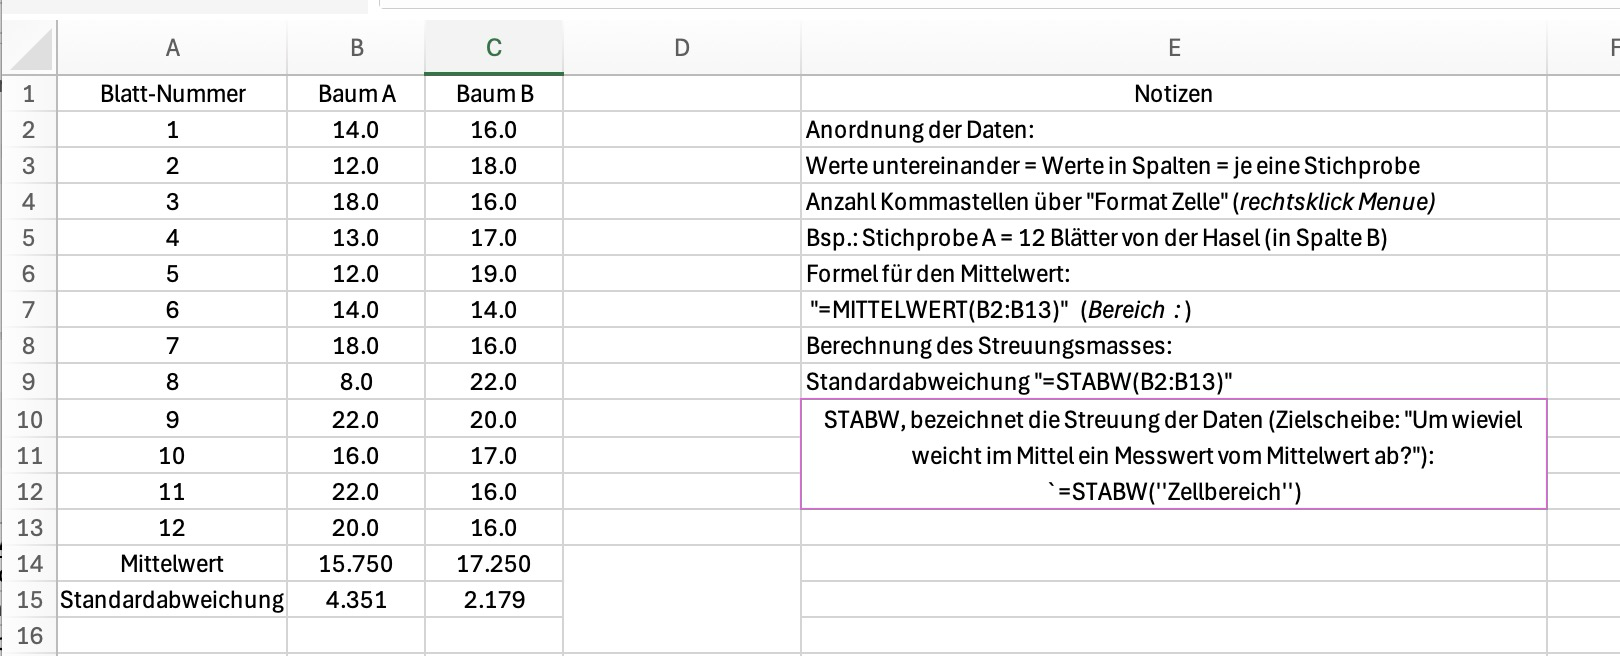 A B C D E F
1 Blatt-Nummer Baum A Baum B Notizen
2 1 14.0 16.0 Anordnung der Daten:
3 2 12.0 18.0 Werte untereinander = Werte in Spalten = je eine Stichprobe
4 3 18.0 16.0 Anzahl Kommastellen über "Format Zelle" (rechtsklick Menue)
5 4 13.0 17.0 Bsp.: Stichprobe A = 12 Blätter von der Hasel (in Spalte B)
6 5 12.0 19.0 Formel für den Mittelwert:
7 6 14.0 14.0 "=MITTELWERT(B2:B13)" (Bereich :)
8 7 18.0 16.0 Berechnung des Streuungsmasses:
9 8 8.0 22.0 Standardabweichung "=STABW(B2:B13)"
10 9 22.0 20.0 STABW, bezeichnet die Streuung der Daten (Zielscheibe: "Um wieviel
11 10 16.0 17.0 weicht im Mittel ein Messwert vom Mittelwert ab?"):
12 11 22.0 16.0 `=STABW(''Zellbereich'')
13 12 20.0 16.0
14 Mittelwert 15.750 17.250
15 Standardabweichung 4.351 2.179
16